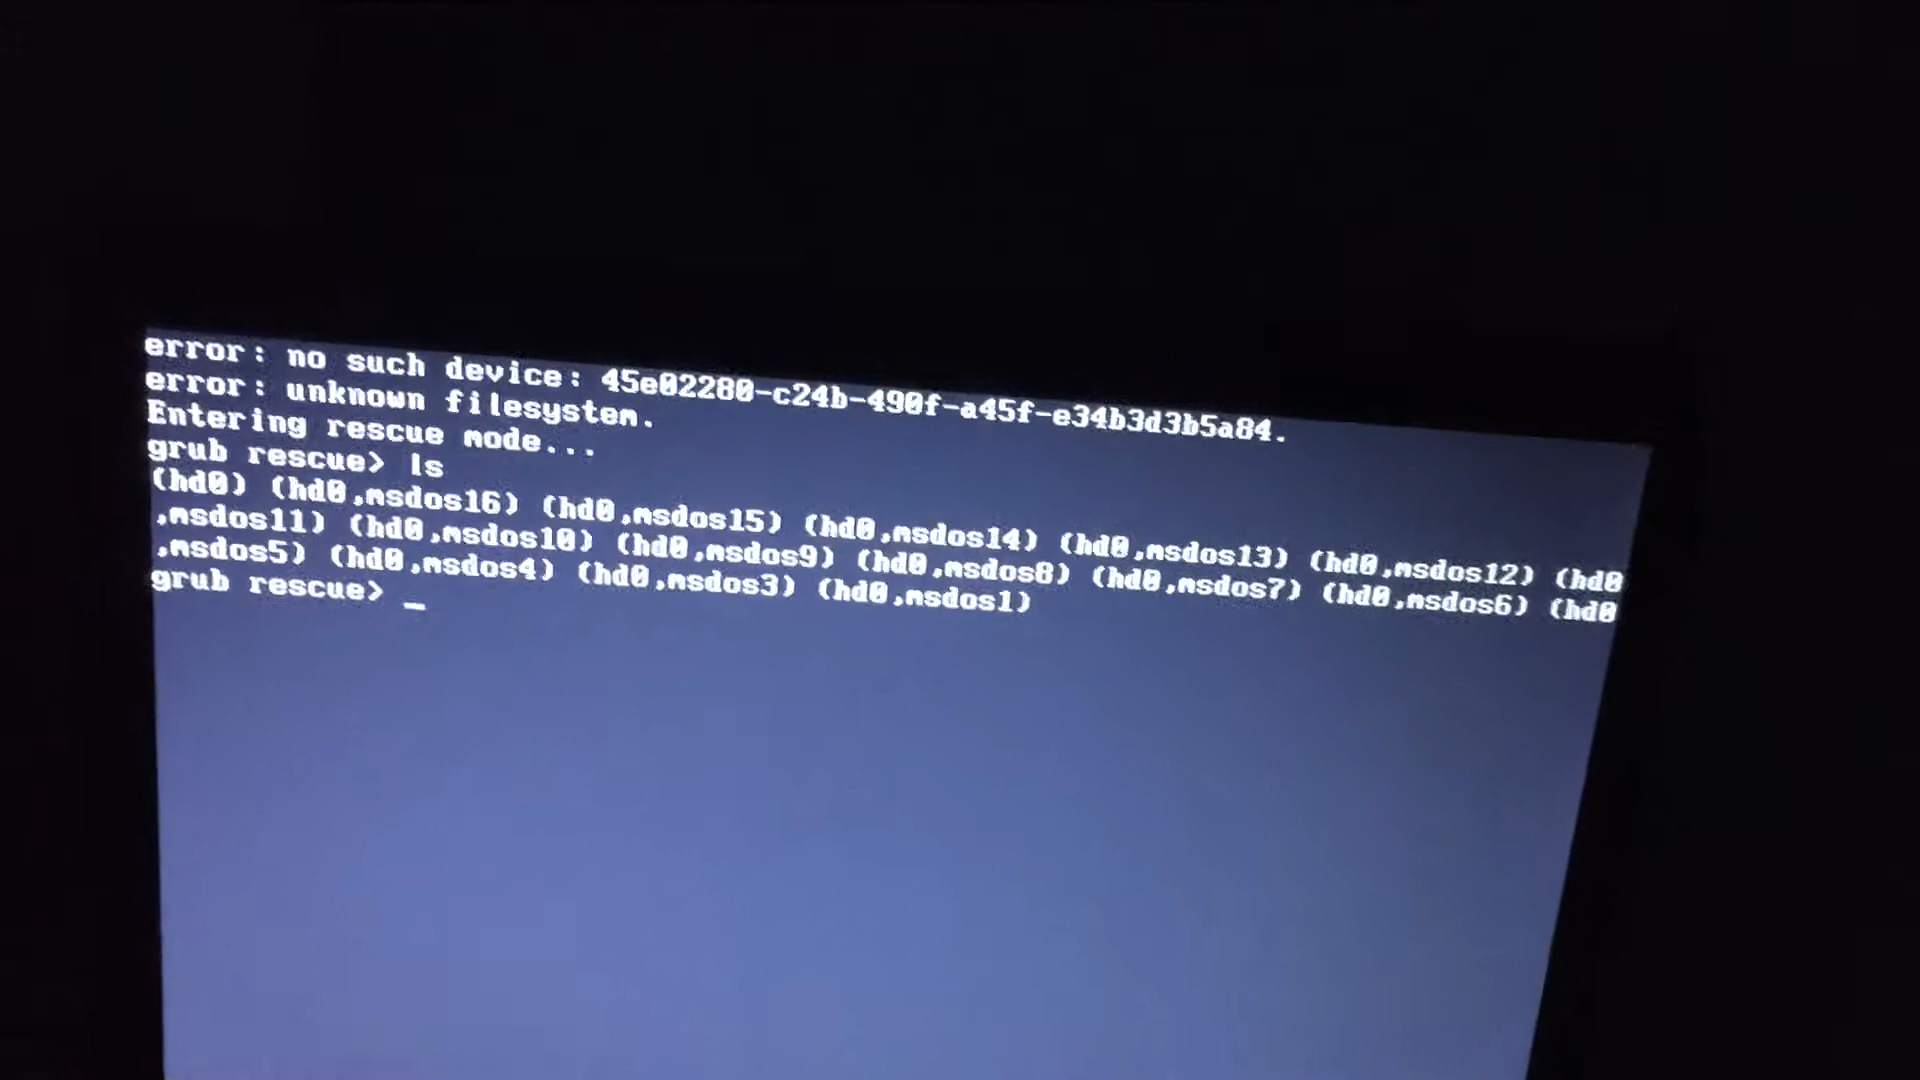 error: no such device: 45e02280-c24b-490f-a45f-e34b3d3b5a84.
error: unknown filesystem.
Entering rescue mode...
grub rescue> ls
(hd0) (hd0,msdos16) (hd0,msdos15) (hd0,msdos14) (hd0,msdos13) (hd0,msdos12) (hd0
,msdos11) (hd0,msdos10) (hd0,msdos9) (hd0,msdos8) (hd0,msdos7) (hd0,msdos6) (hd0
,msdos5) (hd0,msdos4) (hd0,msdos3) (hd0,msdos1)
grub rescue> _